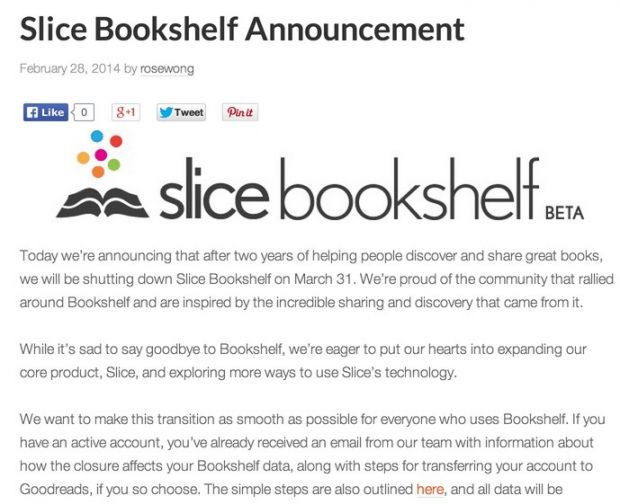 Slice Bookshelf Announcement
February 28, 2014 by rosewong
Like 0 g+1 Tweet Pin it
slice bookshelf BETA
Today we’re announcing that after two years of helping people discover and share great books,
we will be shutting down Slice Bookshelf on March 31. We’re proud of the community that rallied
around Bookshelf and are inspired by the incredible sharing and discovery that came from it.
While it’s sad to say goodbye to Bookshelf, we’re eager to put our hearts into expanding our
core product, Slice, and exploring more ways to use Slice’s technology.
We want to make this transition as smooth as possible for everyone who uses Bookshelf. If you
have an active account, you’ve already received an email from our team with information about
how the closure affects your Bookshelf data, along with steps for transferring your account to
Goodreads, if you so choose. The simple steps are also outlined here, and all data will be